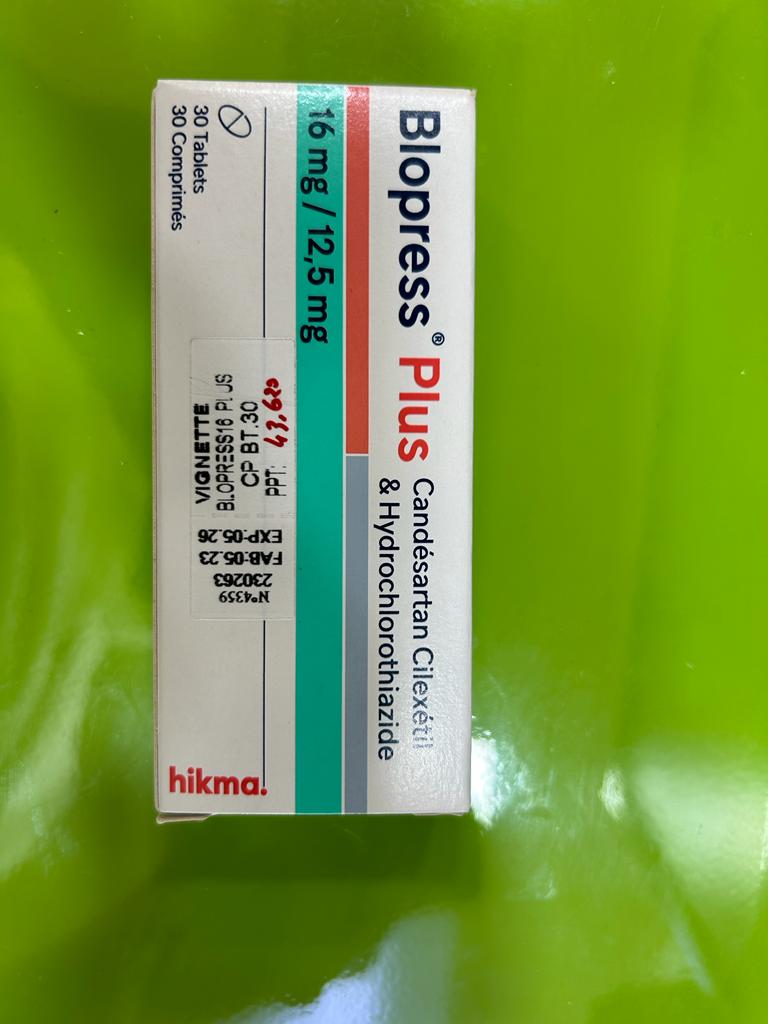 Blopress® Plus
Candésartan Cilexétil
& Hydrochlorothiazide
16 mg / 12,5 mg
30 Tablets
30 Comprimés
VIGNETTE
BLOPRESS16 PLUS
CP BT.30
PPT: 43,620
N°4359
230263
FAB:05.23
EXP:05.26
hikma.